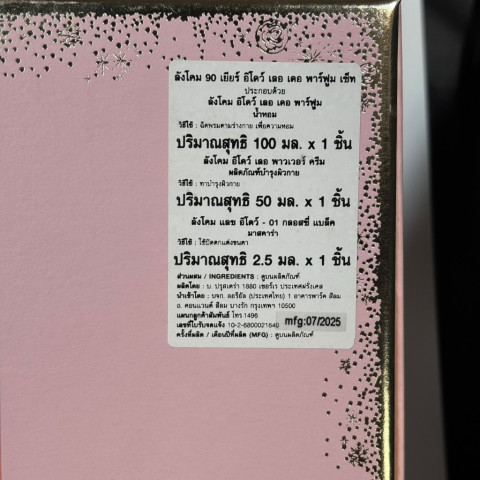 ลังโคม 90 เยียร์ อิโดว์ เลอ เคอ พาร์ฟูม เซ็ท
ประกอบด้วย
ลังโคม อิโดว์ เลอ เคอ พาร์ฟูม
น้ำหอม
วิธีใช้ : ฉีดพรมตามร่างกาย เพื่อความหอม
ปริมาณสุทธิ 100 มล. x 1 ชิ้น
ลังโคม อิโดว์ เลอ พาวเวอร์ ครีม
ผลิตภัณฑ์บำรุงผิวกาย
วิธีใช้ : ทาบำรุงผิวกาย
ปริมาณสุทธิ 50 มล. x 1 ชิ้น
ลังโคม แลช อิโดว์ - 01 กลอสซี่ แบล็ค
มาสคาร่า
วิธีใช้ : ใช้ปัดตกแต่งขนตา
ปริมาณสุทธิ 2.5 มล. x 1 ชิ้น
ส่วนผสม / INGREDIENTS : ดูบนผลิตภัณฑ์
ผลิตโดย : บ. ปรุสเตร่า 1880 เซอร์เร ประเทศฝรั่งเศส
นำเข้าโดย : บจก. ลอรีอัล (ประเทศไทย) 1 อาคารพาร์ค สีลม
ถ. คอนแวนต์ สีลม บางรัก กรุงเทพฯ 10500
แผนกลูกค้าสัมพันธ์ โทร 1496
เลขที่ใบรับจดแจ้ง 10-2-6800021640 mfg:07/2025
ครั้งที่ผลิต / เดือนปีที่ผลิต (MFG) : ดูบนผลิตภัณฑ์